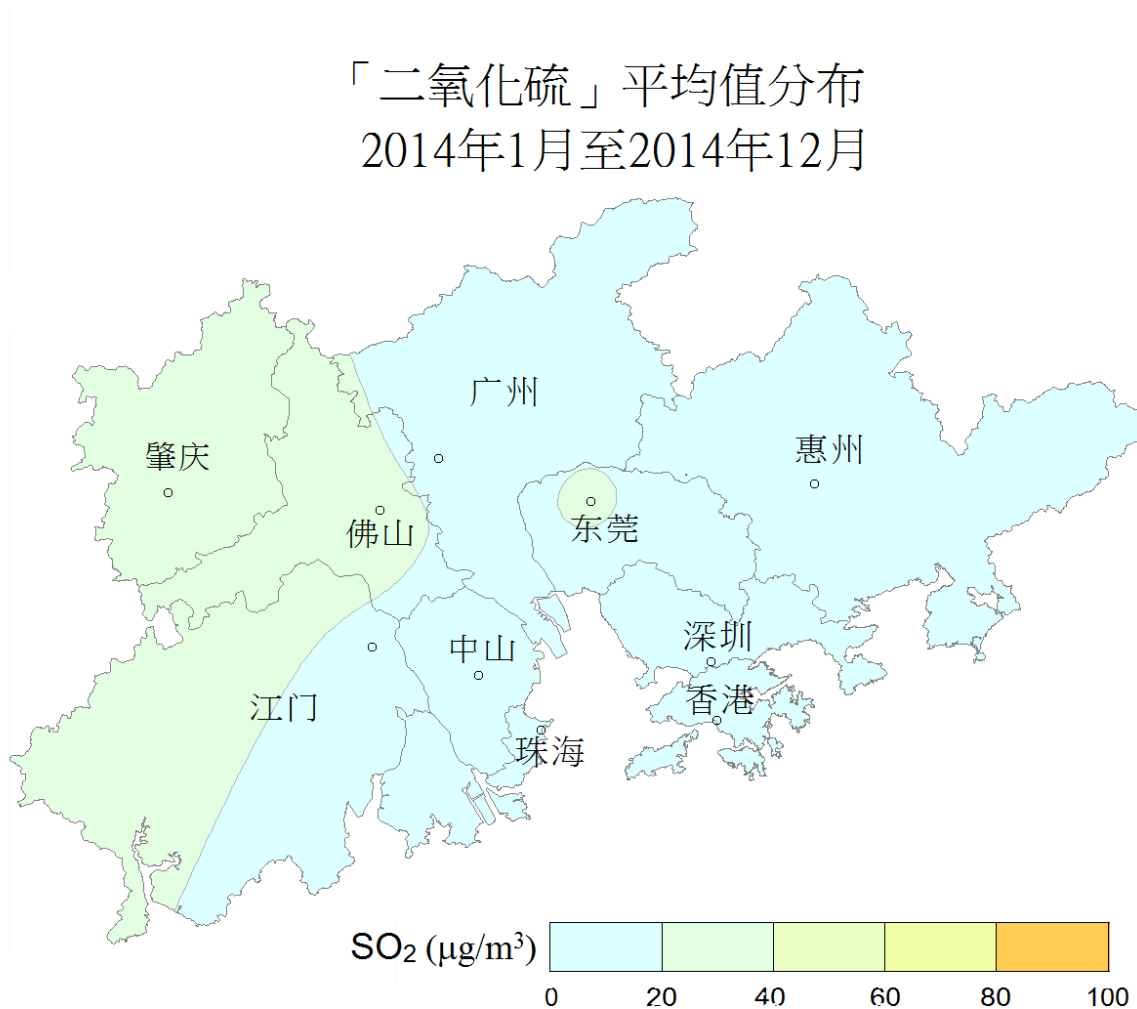 「二氧化硫」平均值分布
2014年1月至2014年12月
广州
惠州
肇庆
佛山
东莞
深圳
中山
香港
江门
珠海
SO₂ (μg/m³)
0 20 40 60 80 100